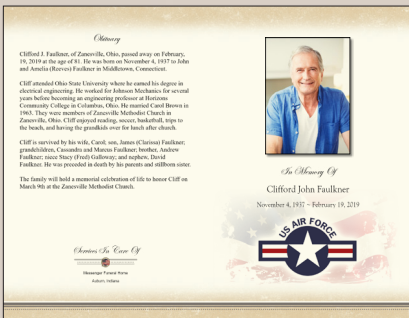 Obituary
Clifford J. Faulkner, of Zanesville, Ohio, passed away on February,
19, 2019 at the age of 81. He was born on November 4, 1937 to John
and Amelia (Reeves) Faulkner in Middletown, Connecticut.
Cliff attended Ohio State University where he earned his degree in
electrical engineering. He worked for Johnson Mechanics for several
years before becoming an engineering professor at Horizons
Community College in Columbus, Ohio. He married Carol Brown in
1963. They were members of Zanesville Methodist Church in
Zanesville, Ohio. Cliff enjoyed reading, soccer, basketball, trips to
the beach, and having the grandkids over for lunch after church.
Cliff is survived by his wife, Carol; son, James (Clarissa) Faulkner;
grandchildren, Cassandra and Marcus Faulkner; brother, Andrew
Faulkner; niece Stacy (Fred) Galloway; and nephew, David
Faulkner. He was preceded in death by his parents and stillborn sister.
The family will hold a memorial celebration of life to honor Cliff on
March 9th at the Zanesville Methodist Church.
Services In Care Of
Messenger Funeral Home
Auburn, Indiana
In Memory Of
Clifford John Faulkner
November 4, 1937 ~ February 19, 2019
US AIR FORCE